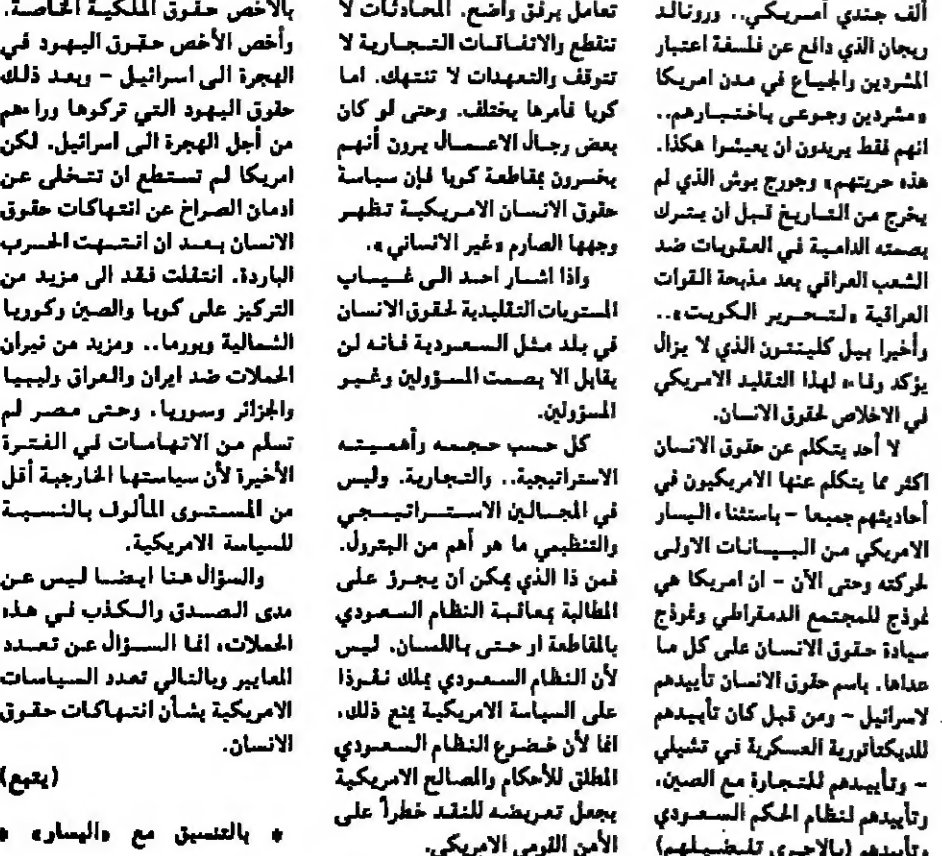 ألف جندي أمريكي.. ورونالد
ريجان الذي دافع عن فلسفة اعتبار
المشردين والجياع في مدن امريكا
«مشردين وجوعى باختيارهم..
انهم فقط يريدون ان يعيشوا هكذا.
هذه حريتهم» وجورج بوش الذي لم
يخرج من التاريخ قبل ان يترك
بصمته الدامية في العقوبات ضد
الشعب العراقي بعد مذبحة القوات
العراقية «لتحرير الكويت»..
وأخيرا بيل كلينتون الذي لا يزال
يؤكد وفاءه لهذا التقليد الامريكي
في الاخلاص لحقوق الانسان.
لا أحد يتكلم عن حقوق الانسان
اكثر مما يتكلم عنها الامريكيون في
أحاديثهم جميعا - باستثناء اليسار
الامريكي من البيانات الاولى
لحركته وحتى الآن - ان امريكا هي
نموذج للمجتمع الدمقراطي ونموذج
سيادة حقوق الانسان على كل ما
عداها. باسم حقوق الانسان تأييدهم
لاسرائيل - ومن قبل كان تأييدهم
للديكتاتورية العسكرية في تشيلي
- وتأييدهم للتجارة مع الصين،
وتأييدهم لنظام الحكم السعودي
وتأييدهم (بالاحرى تفضيلهم)
تعامل برفق واضح. المحادثات لا
تنقطع والاتفاقات التجارية لا
تتوقف والتعهدات لا تنتهك. اما
كوبا فأمرها يختلف. وحتى لو كان
بعض رجال الاعمال يرون أنهم
يخسرون بمقاطعة كوبا فإن سياسة
حقوق الانسان الامريكية تظهر
وجهها الصارم «غير الانساني».
واذا اشار احد الى غياب
المستويات التقليدية لحقوق الانسان
في بلد مثل السعودية فانه لن
يقابل الا بصمت المسؤولين وغير
المسؤولين.
كل حسب حجمه وأهميته
الاستراتيجية.. والتجارية. وليس
في المجالين الاستراتيجي
والتنظيمي ما هو أهم من البترول.
فمن ذا الذي يمكن ان يجرؤ على
المطالبة بمعاقبة النظام السعودي
بالمقاطعة او حتى باللسان. ليس
لأن النظام السعودي يملك نفوذا
على السياسة الامريكية يمنع ذلك،
انما لأن خضوع النظام السعودي
المطلق للأحكام والمصالح الامريكية
يجعل تعريضه للنقد خطراً على
الأمن القومي الامريكي.
بالاخص حقوق الملكية الخاصة.
وأخص الأخص حقوق اليهود في
الهجرة الى اسرائيل - وبعد ذلك
حقوق اليهود التي تركوها وراءهم
من أجل الهجرة الى اسرائيل. لكن
امريكا لم تستطع ان تتخلى عن
ادمان الصراخ عن انتهاكات حقوق
الانسان بعد ان انتهت الحرب
الباردة. انتقلت فقد الى مزيد من
التركيز على كوبا والصين وكوريا
الشمالية وبورما.. ومزيد من نيران
الحملات ضد ايران والعراق وليبيا
والجزائر وسوريا. وحتى مصر لم
تسلم من الاتهامات في الفترة
الأخيرة لأن سياستها الخارجية أقل
من المستوى المألوف بالنسبة
للسياسة الامريكية.
والسؤال هنا ايضا ليس عن
مدى الصدق والكذب في هذه
الحملات، انما السؤال عن تعدد
المعايير وبالتالي تعدد السياسات
الامريكية بشأن انتهاكات حقوق
الانسان.
(يتبع)
* بالتنسيق مع «اليسار» *